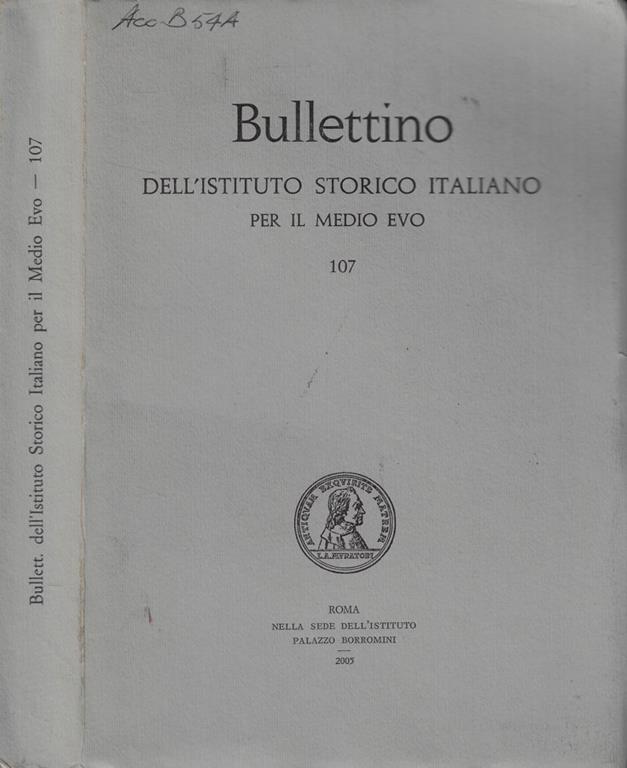 Acc B 54A
Bullettino
DELL'ISTITUTO STORICO ITALIANO
PER IL MEDIO EVO
107
ANTIQUAM EXQVIRITE MATREM
L.A.MVRATORI
ROMA
NELLA SEDE DELL'ISTITUTO
PALAZZO BORROMINI
2005
Bullett. dell'Istituto Storico Italiano per il Medio Evo — 107